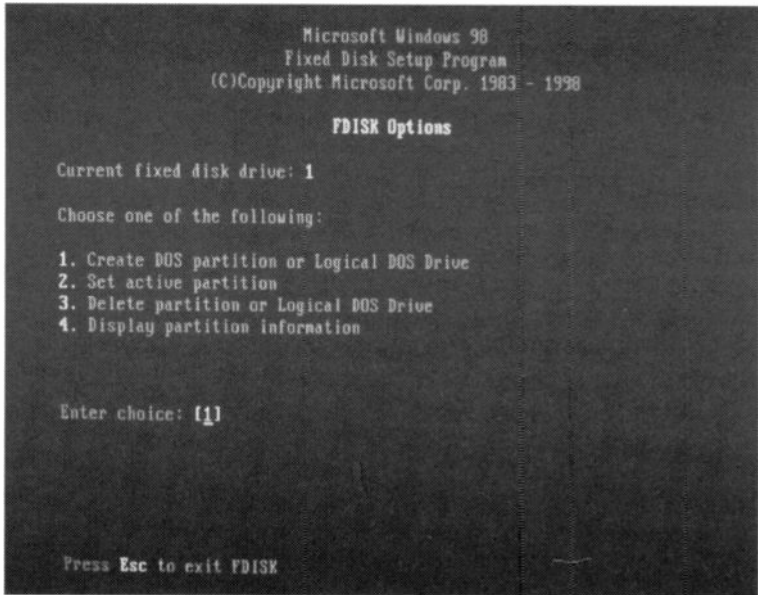 Microsoft Windows 98
Fixed Disk Setup Program
(C)Copyright Microsoft Corp. 1983 - 1998
FDISK Options
Current fixed disk drive: 1
Choose one of the following:
1. Create DOS partition or Logical DOS Drive
2. Set active partition
3. Delete partition or Logical DOS Drive
4. Display partition information
Enter choice: [1]
Press Esc to exit FDISK